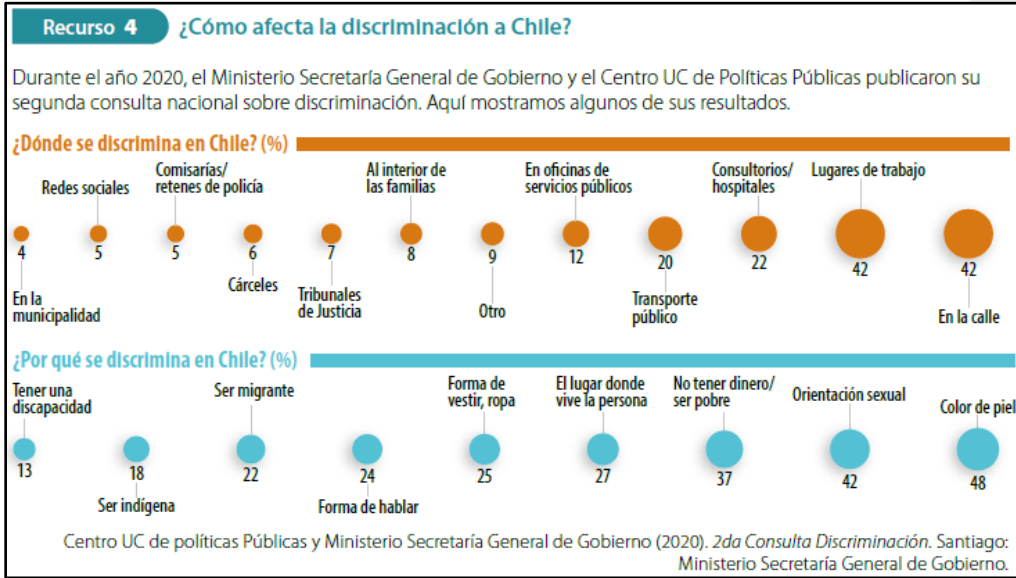 Recurso 4
¿Cómo afecta la discriminación a Chile?
Durante el año 2020, el Ministerio Secretaría General de Gobierno y el Centro UC de Políticas Públicas publicaron su
segunda consulta nacional sobre discriminación. Aquí mostramos algunos de sus resultados.
¿Dónde se discrimina en Chile? (%)
4
En la
municipalidad
Redes sociales
5
Comisarías/
retenes de policía
5
6
Cárceles
7
Tribunales
de Justicia
Al interior de
las familias
8
9
Otro
En oficinas de
servicios públicos
12
20
Transporte
público
Consultorios/
hospitales
22
Lugares de trabajo
42
42
En la calle
¿Por qué se discrimina en Chile? (%)
Tener una
discapacidad
13
18
Ser indígena
Ser migrante
22
24
Forma de hablar
Forma de
vestir, ropa
25
El lugar donde
vive la persona
27
No tener dinero/
ser pobre
37
Orientación sexual
42
Color de piel
48
Centro UC de políticas Públicas y Ministerio Secretaría General de Gobierno (2020). 2da Consulta Discriminación. Santiago:
Ministerio Secretaría General de Gobierno.